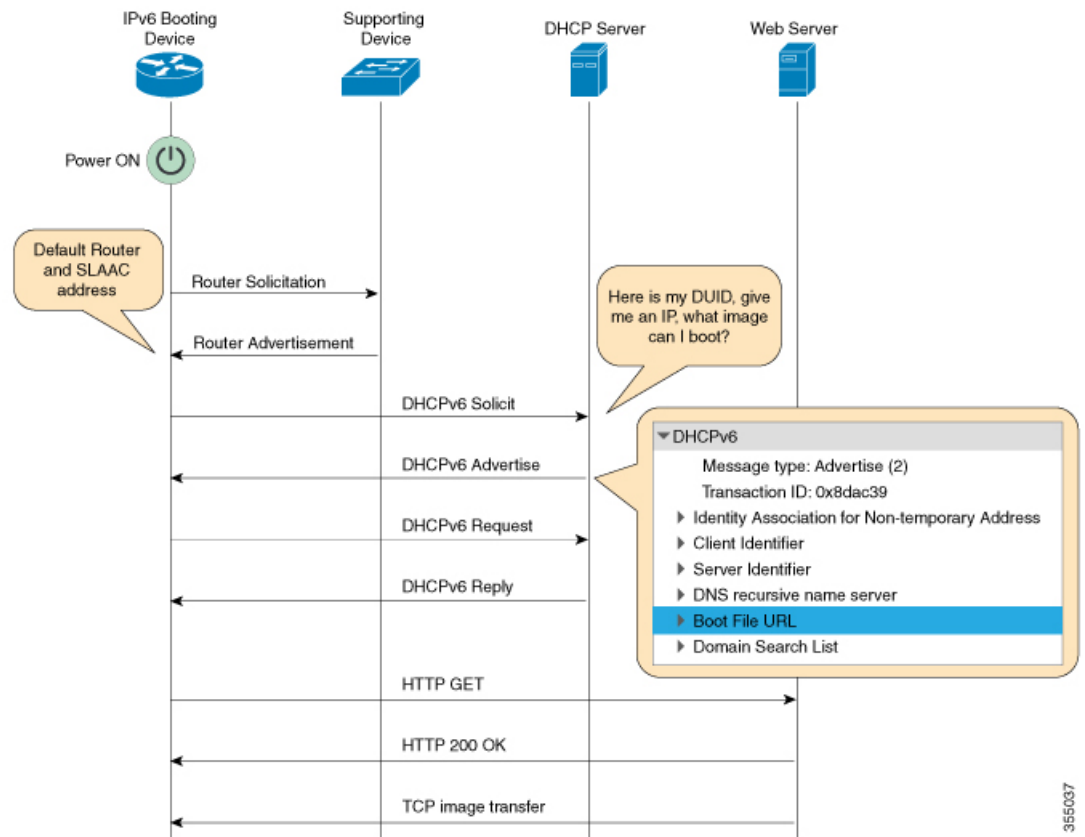 IPv6 Booting
Device
Supporting
Device
DHCP Server
Web Server
Power ON
Default Router
and SLAAC
address
Router Solicitation
Here is my DUID, give
me an IP, what image
can I boot?
Router Advertisement
DHCPv6 Solicit
DHCPv6
DHCPv6 Advertise
Message type: Advertise (2)
Transaction ID: 0x8dac39
Identity Association for Non-temporary Address
DHCPv6 Request
Client Identifier
Server Identifier
DHCPv6 Reply
DNS recursive name server
Boot File URL
Domain Search List
HTTP GET
HTTP 200 OK
TCP image transfer
355037